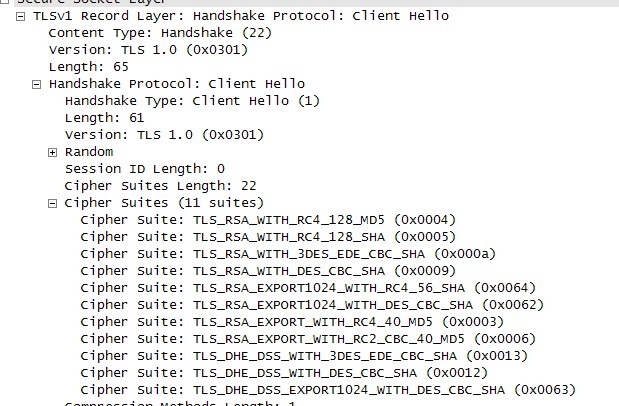 Secure Socket Layer
TLSv1 Record Layer: Handshake Protocol: Client Hello
Content Type: Handshake (22)
Version: TLS 1.0 (0x0301)
Length: 65
Handshake Protocol: Client Hello
Handshake Type: Client Hello (1)
Length: 61
Version: TLS 1.0 (0x0301)
Random
Session ID Length: 0
Cipher Suites Length: 22
Cipher Suites (11 suites)
Cipher Suite: TLS_RSA_WITH_RC4_128_MD5 (0x0004)
Cipher Suite: TLS_RSA_WITH_RC4_128_SHA (0x0005)
Cipher Suite: TLS_RSA_WITH_3DES_EDE_CBC_SHA (0x000a)
Cipher Suite: TLS_RSA_WITH_DES_CBC_SHA (0x0009)
Cipher Suite: TLS_RSA_EXPORT1024_WITH_RC4_56_SHA (0x0064)
Cipher Suite: TLS_RSA_EXPORT1024_WITH_DES_CBC_SHA (0x0062)
Cipher Suite: TLS_RSA_EXPORT_WITH_RC4_40_MD5 (0x0003)
Cipher Suite: TLS_RSA_EXPORT_WITH_RC2_CBC_40_MD5 (0x0006)
Cipher Suite: TLS_DHE_DSS_WITH_3DES_EDE_CBC_SHA (0x0013)
Cipher Suite: TLS_DHE_DSS_WITH_DES_CBC_SHA (0x0012)
Cipher Suite: TLS_DHE_DSS_EXPORT1024_WITH_DES_CBC_SHA (0x0063)
Compression Methods Length: 1